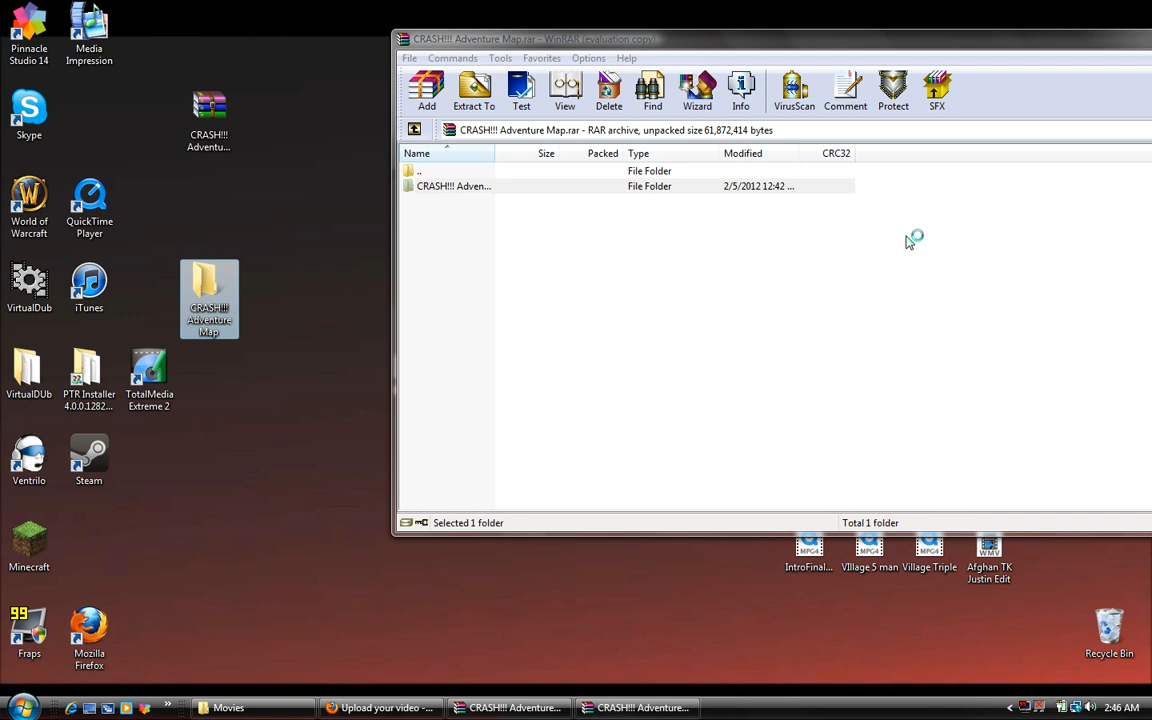 Pinnacle
Studio 14
Media
Impression
Skype
CRASH!!!
Adventu...
World of
Warcraft
QuickTime
Player
VirtualDub
iTunes
CRASH!!!
Adventure
Map
VirtualDUb
PTR Installer
4.0.0.1282...
TotalMedia
Extreme 2
Ventrilo
Steam
Minecraft
99
Fraps
Mozilla
Firefox
CRASH!!! Adventure Map.rar - WinRAR (evaluation copy)
File Commands Tools Favorites Options Help
Add Extract To Test View Delete Find Wizard Info VirusScan Comment Protect SFX
CRASH!!! Adventure Map.rar - RAR archive, unpacked size 61,872,414 bytes
Name Size Packed Type Modified CRC32
.. File Folder
CRASH!!! Adven... File Folder 2/5/2012 12:42 ...
Selected 1 folder Total 1 folder
MPG4 MPG4 MPG4 WMV
IntroFinal... VIllage 5 man Village Triple Afghan TK
Justin Edit
Recycle Bin
Movies Upload your video -... CRASH!!! Adventure... CRASH!!! Adventure... 2:46 AM